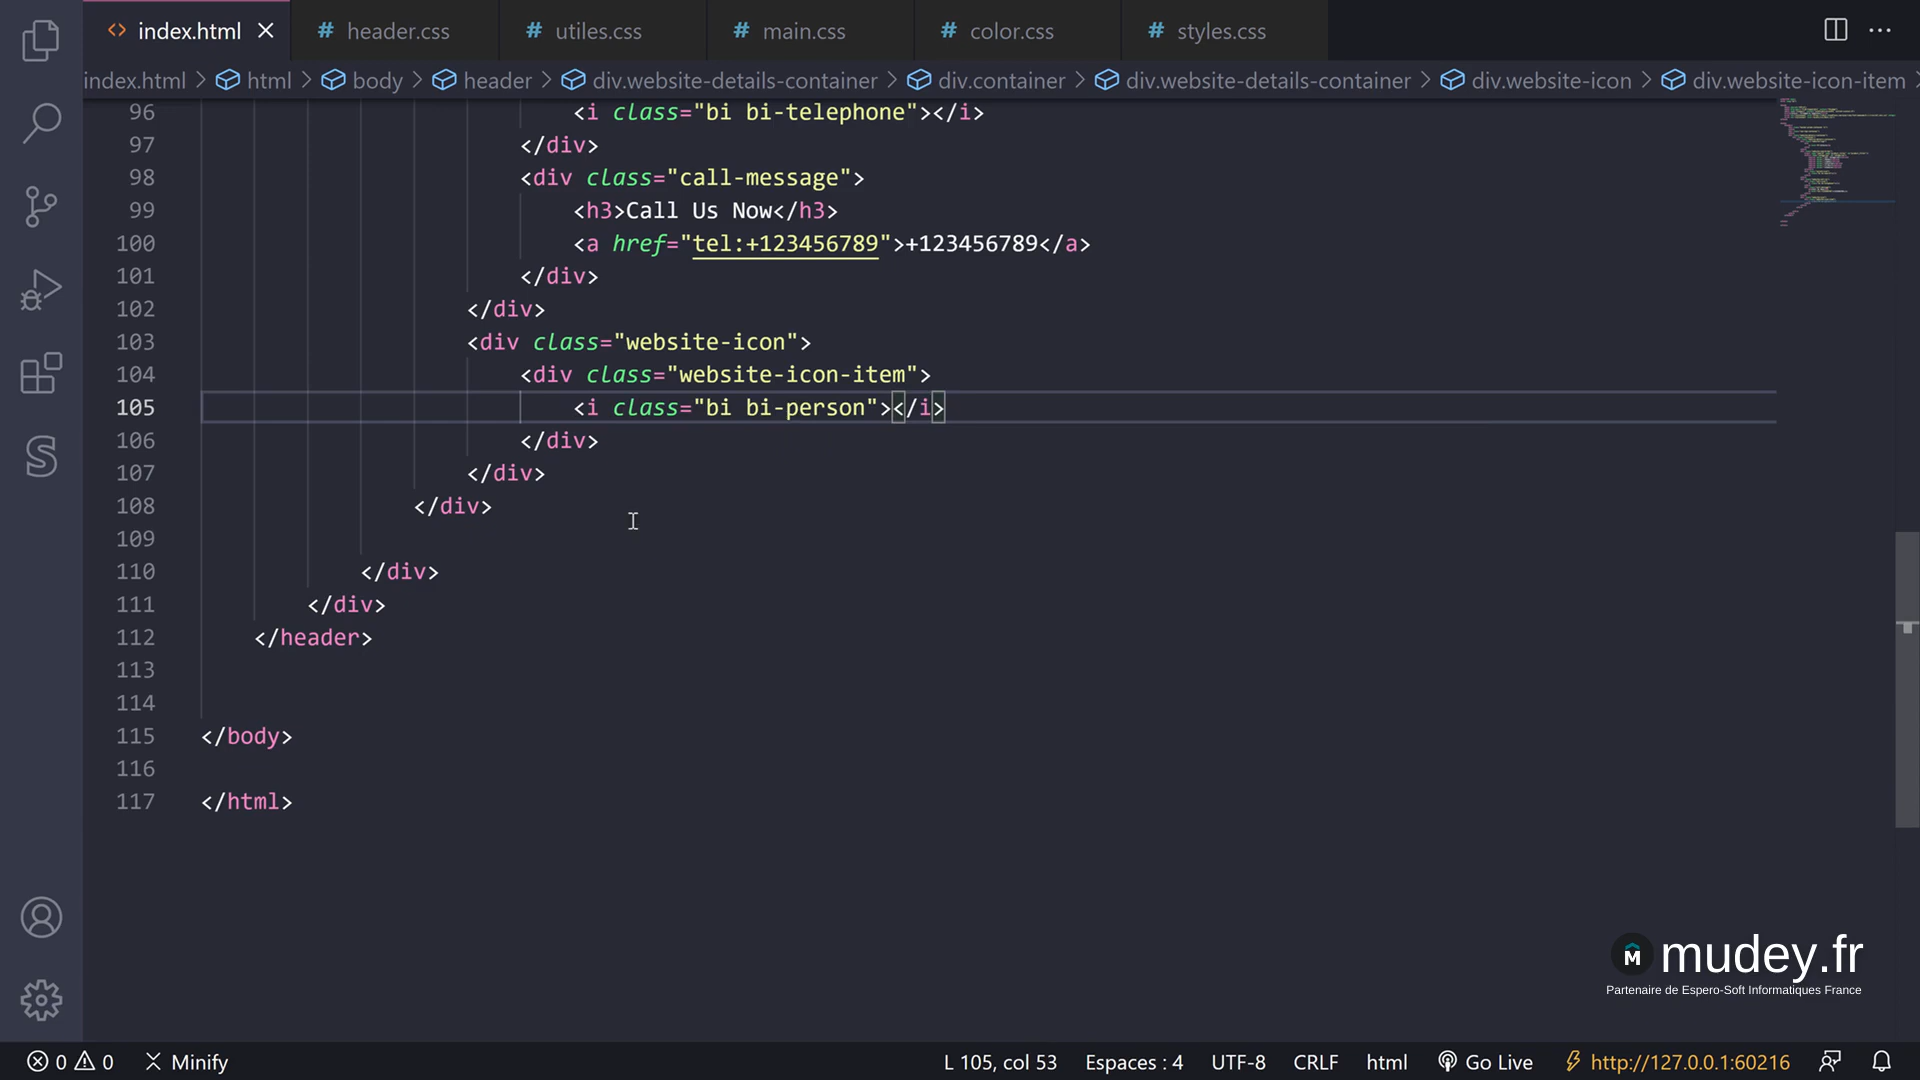 index.html
header.css
utiles.css
main.css
color.css
styles.css
index.html > html > body > header > div.website-details-container > div.container > div.website-details-container > div.website-icon > div.website-icon-item >
96 <i class="bi bi-telephone"></i>
97 </div>
98 <div class="call-message">
99 <h3>Call Us Now</h3>
100 <a href="tel:+123456789">+123456789</a>
101 </div>
102 </div>
103 <div class="website-icon">
104 <div class="website-icon-item">
105 <i class="bi bi-person"></i>
106 </div>
107 </div>
108 </div>
109
110 </div>
111 </div>
112 </header>
113
114
115 </body>
116
117 </html>
M mudey.fr
Partenaire de Espero-Soft Informatiques France
0 0 Minify L 105, col 53 Espaces : 4 UTF-8 CRLF html Go Live http://127.0.0.1:60216